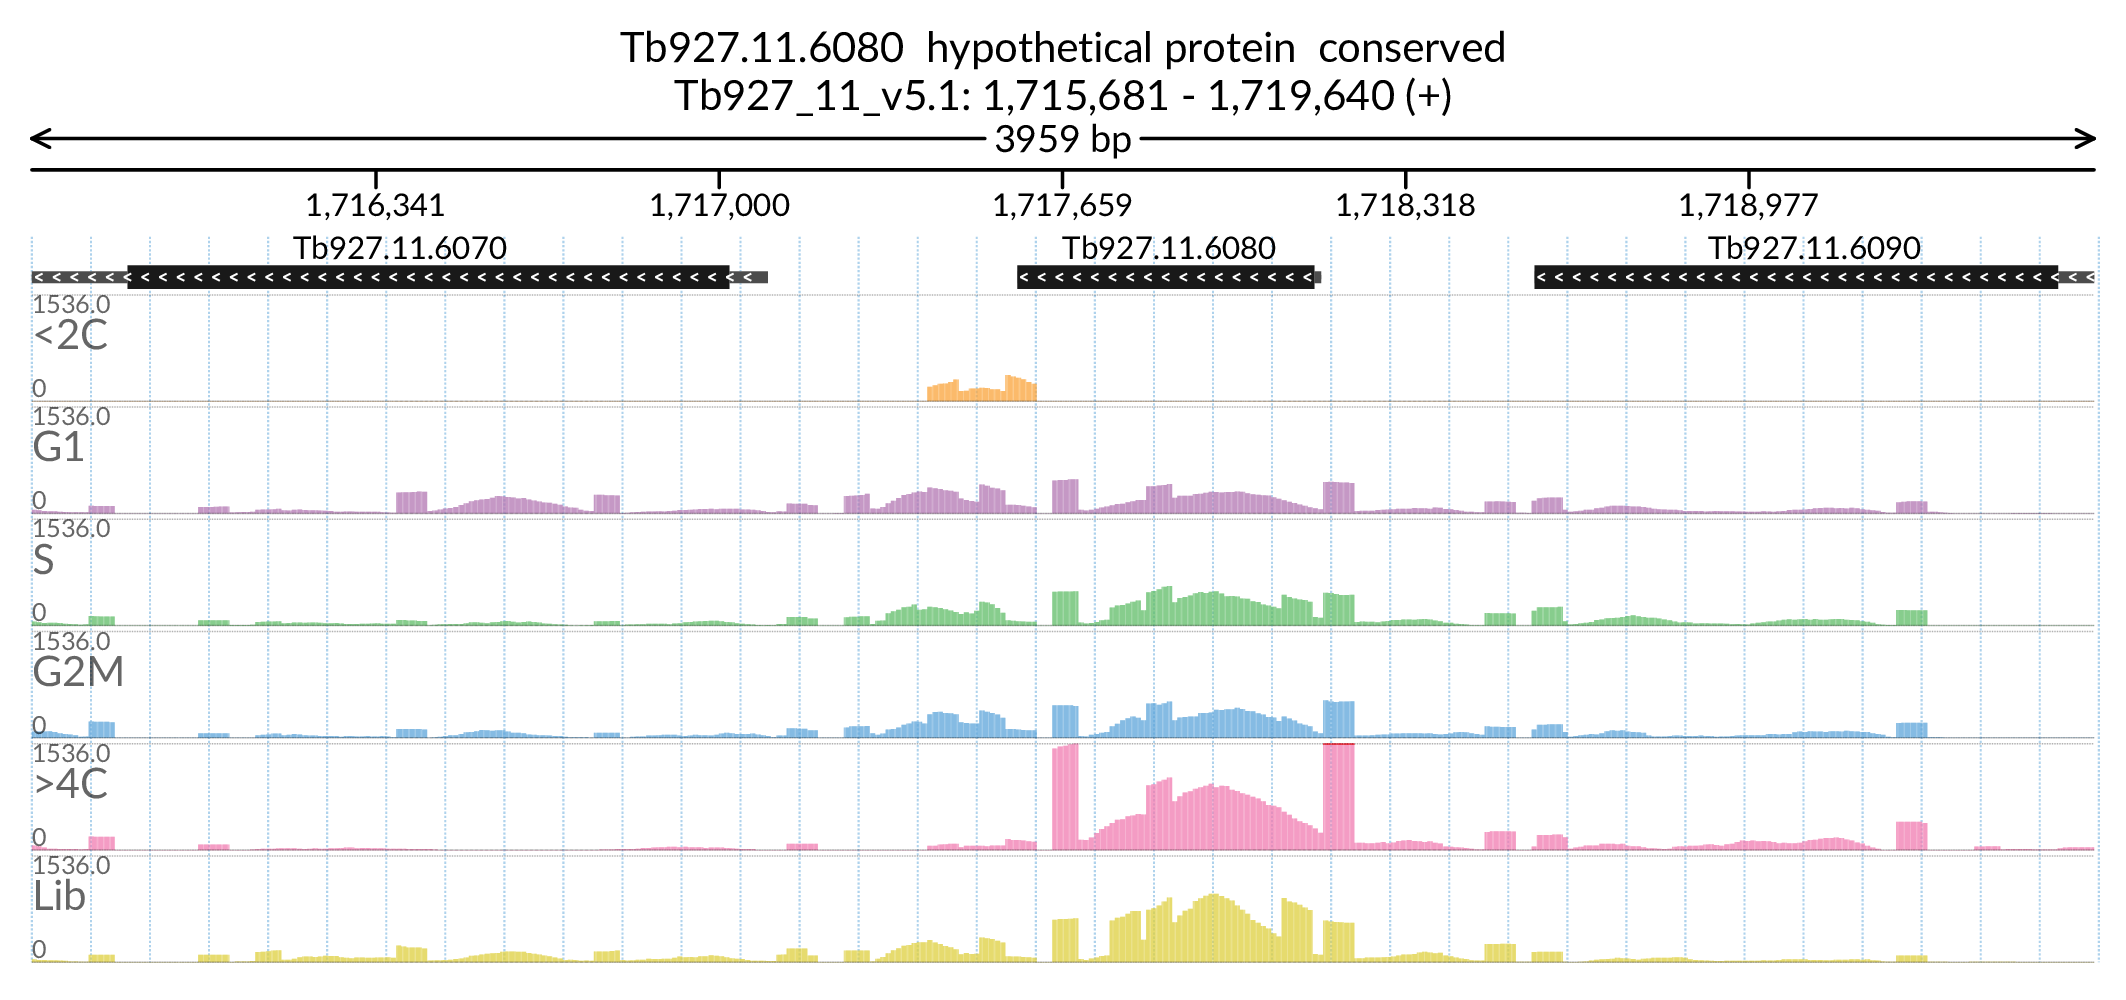 Tb927.11.6080  hypothetical protein  conserved
Tb927_11_v5.1: 1,715,681 - 1,719,640 (+)
3959 bp
1,716,341 1,717,000 1,717,659 1,718,318 1,718,977
Tb927.11.6070 Tb927.11.6080 Tb927.11.6090
1536.0
<2C
0
1536.0
G1
0
1536.0
S
0
1536.0
G2M
0
1536.0
>4C
0
1536.0
Lib
0